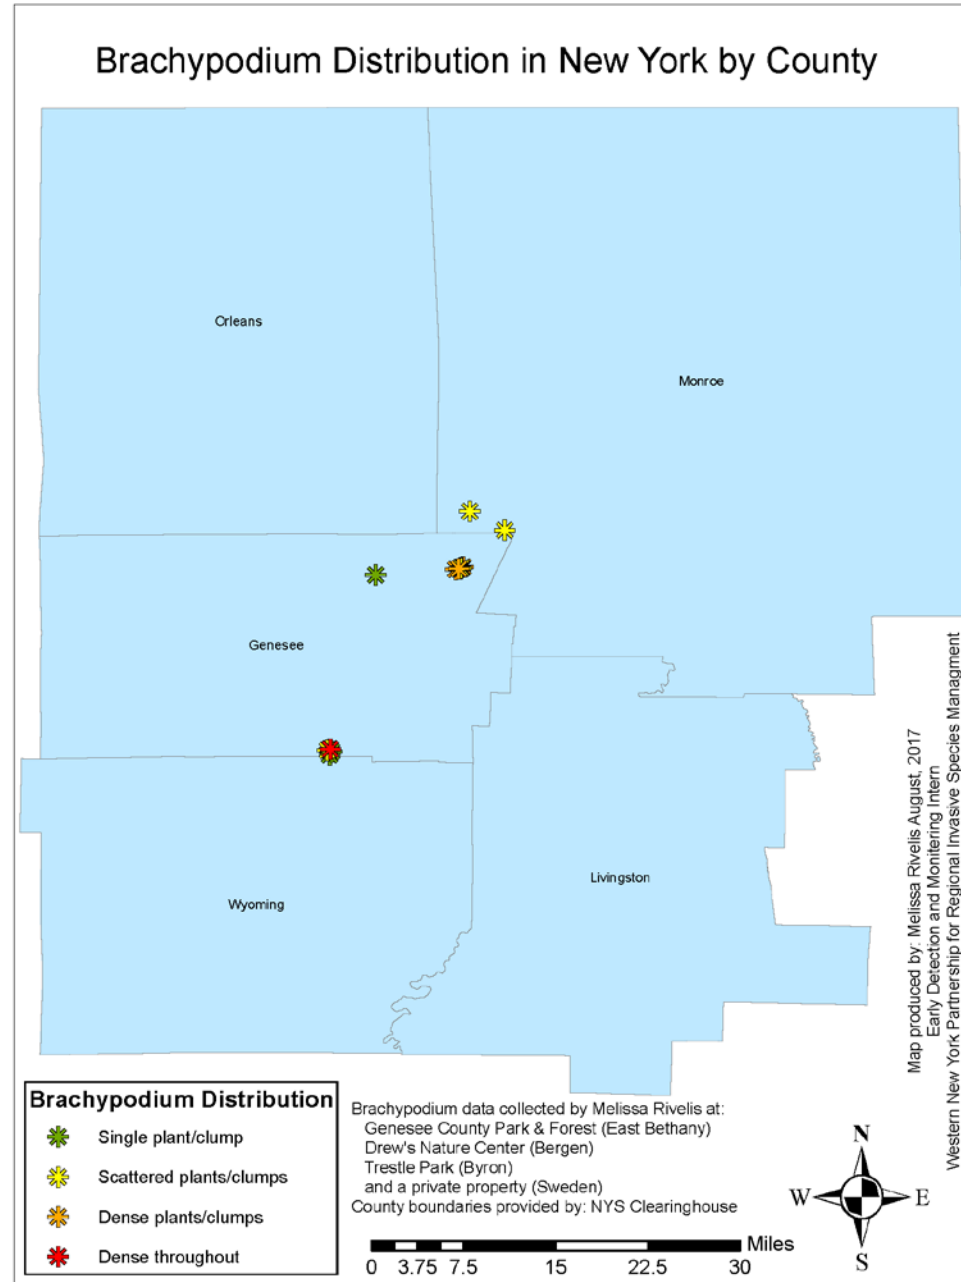 Brachypodium Distribution in New York by County
Orleans
Monroe
Genesee
Wyoming
Livingston
Map produced by: Melissa Rivelis August, 2017
Early Detection and Monitering Intern
Western New York Partnership for Regional Invasive Species Managment
Brachypodium Distribution
Single plant/clump
Scattered plants/clumps
Dense plants/clumps
Dense throughout
Brachypodium data collected by Melissa Rivelis at:
Genesee County Park & Forest (East Bethany)
Drew's Nature Center (Bergen)
Trestle Park (Byron)
and a private property (Sweden)
County boundaries provided by: NYS Clearinghouse
N
W E
S
Miles
0 3.75 7.5 15 22.5 30